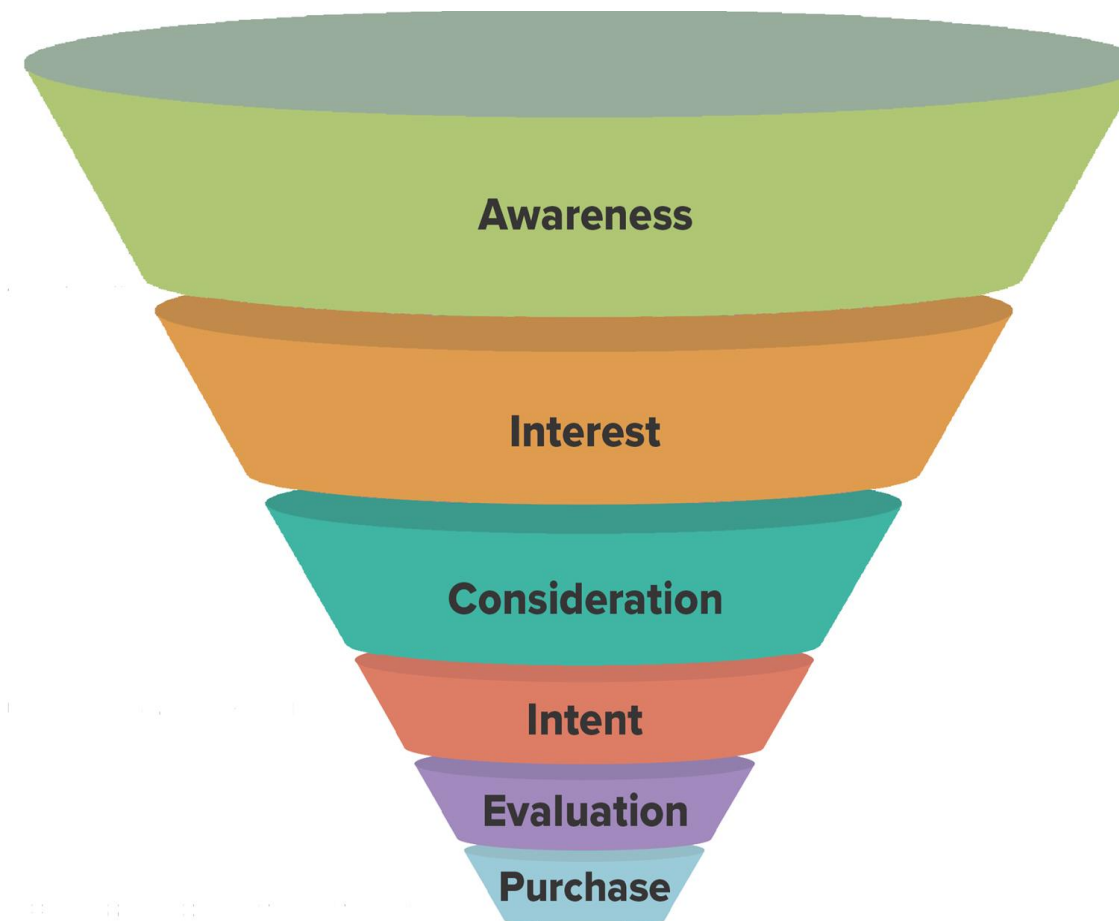 Awareness
Interest
Consideration
Intent
Evaluation
Purchase